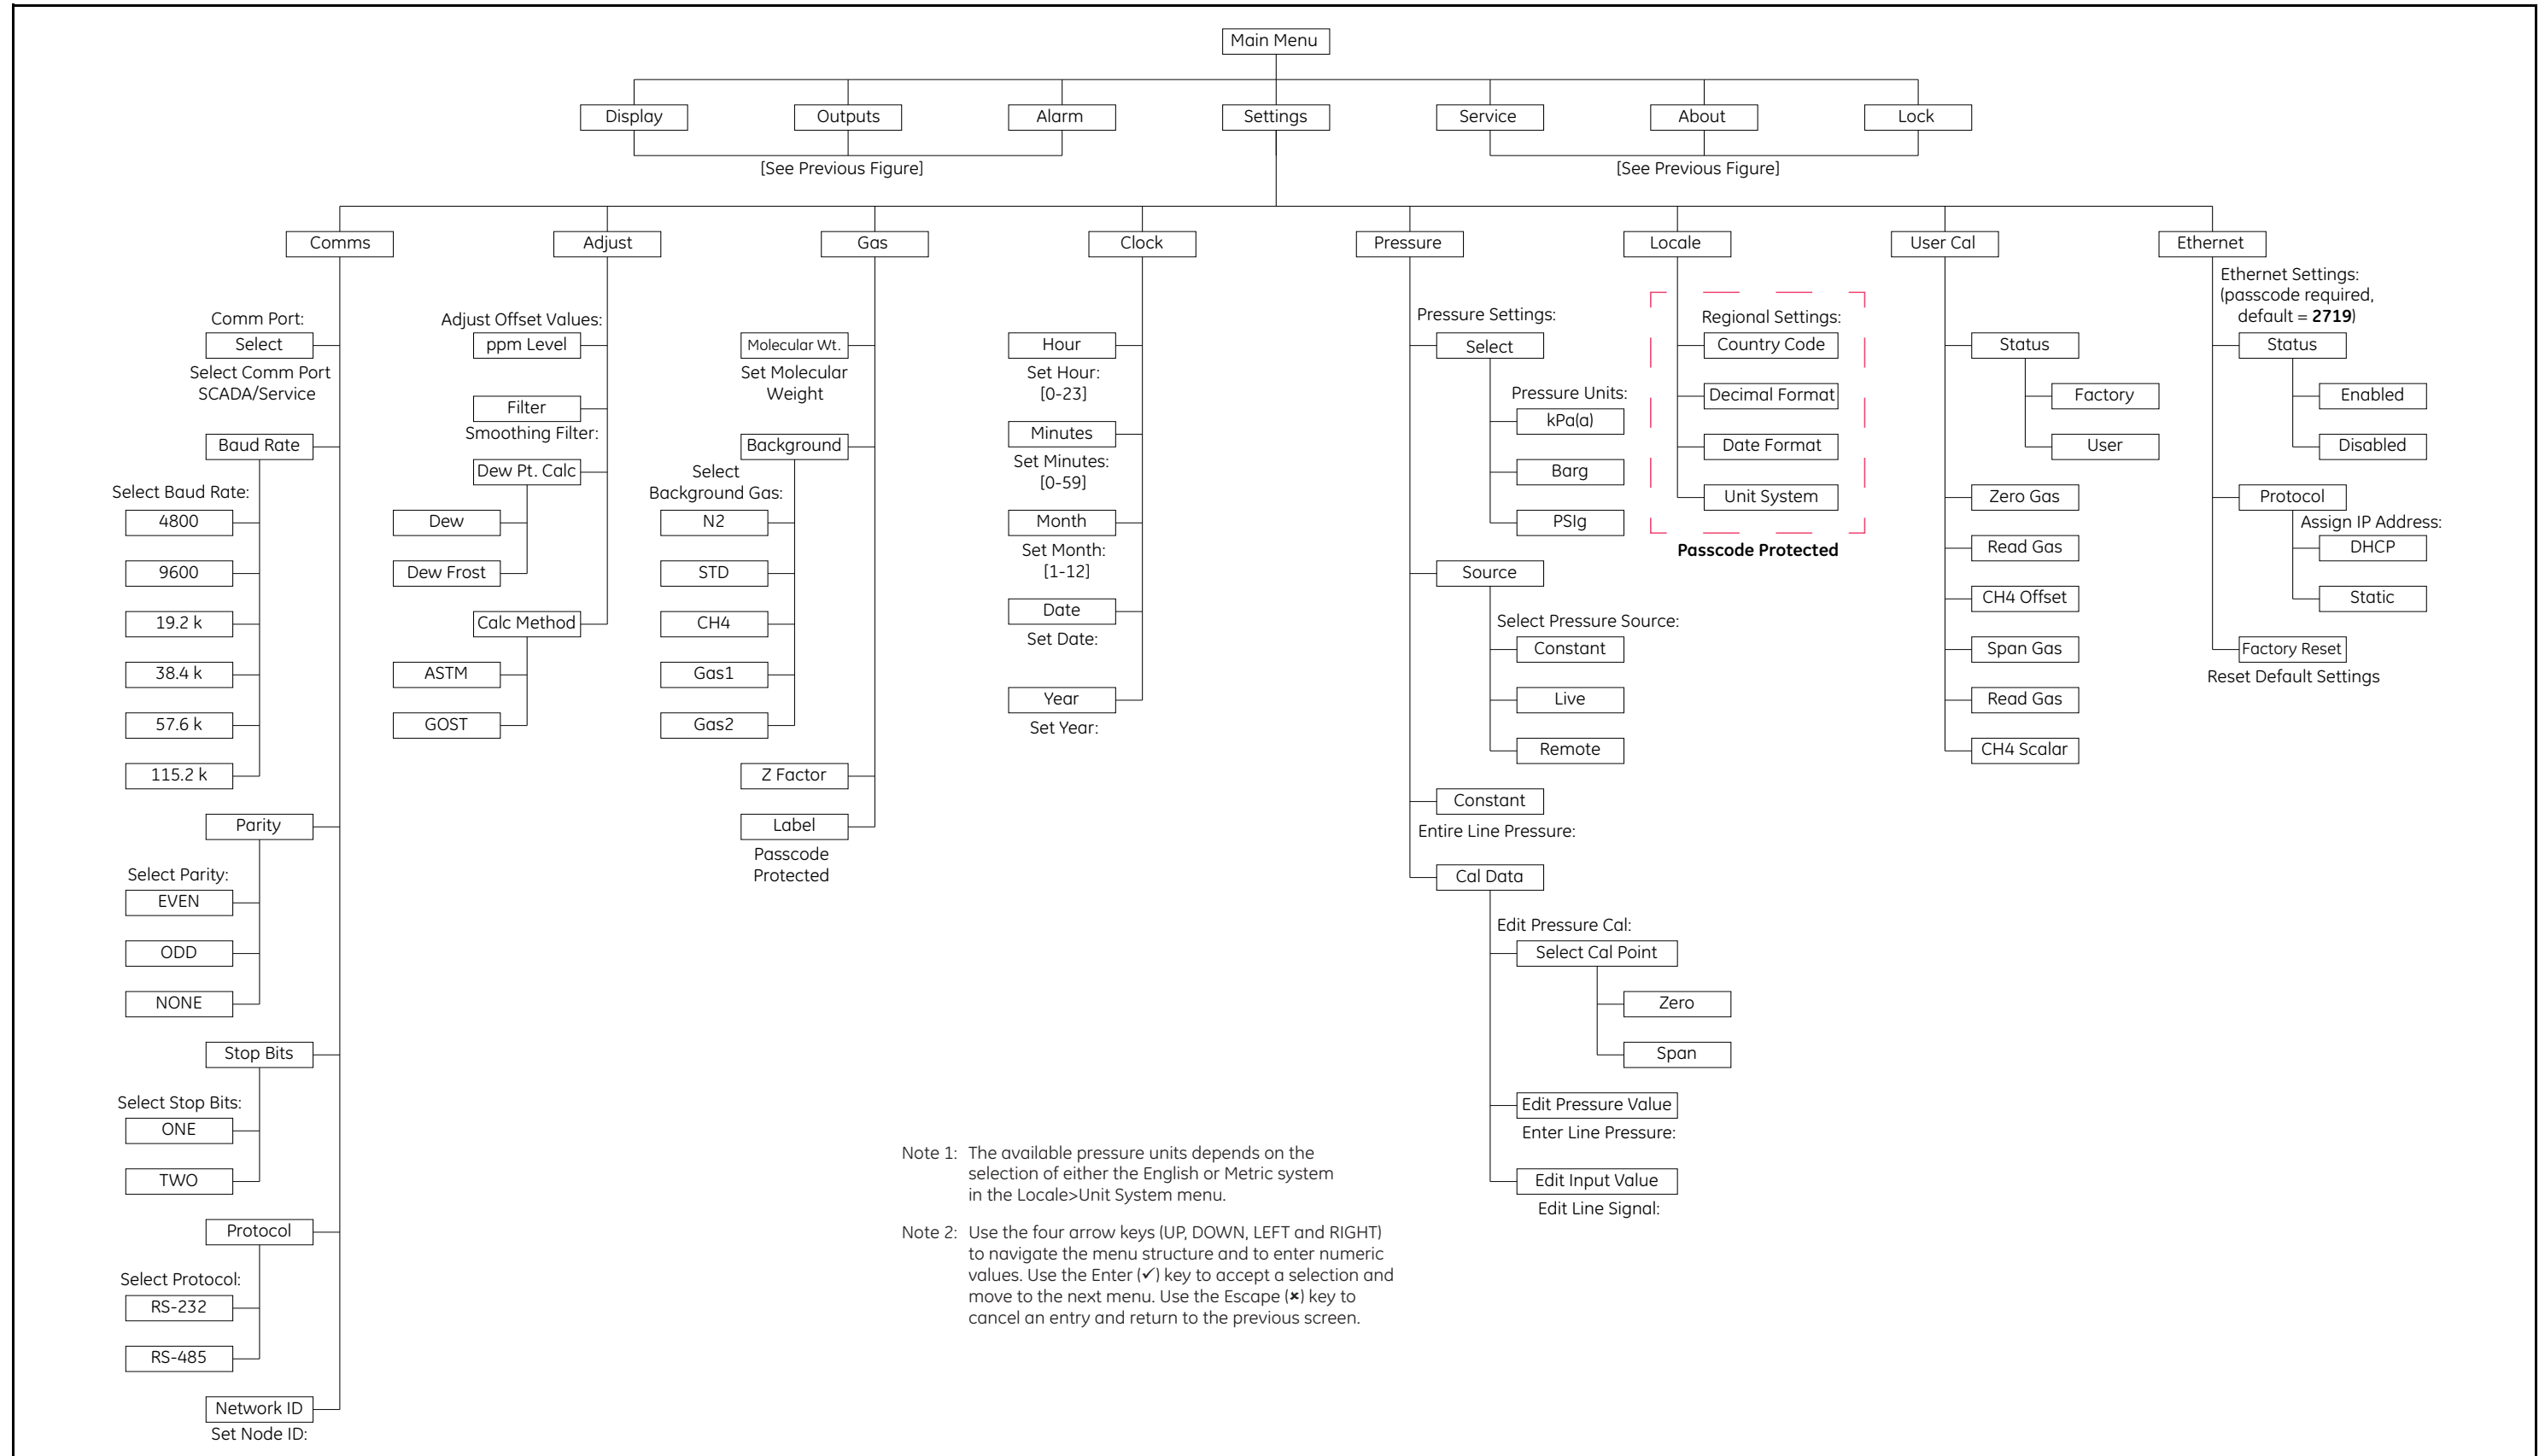 Main Menu
Display
Outputs
Alarm
Settings
Service
About
Lock
[See Previous Figure]
[See Previous Figure]
Comms
Adjust
Gas
Clock
Pressure
Locale
User Cal
Ethernet
Comm Port:
Select
Select Comm Port
SCADA/Service
Baud Rate
Select Baud Rate:
4800
9600
19.2 k
38.4 k
57.6 k
115.2 k
Parity
Select Parity:
EVEN
ODD
NONE
Stop Bits
Select Stop Bits:
ONE
TWO
Protocol
Select Protocol:
RS-232
RS-485
Network ID
Set Node ID:
Adjust Offset Values:
ppm Level
Filter
Smoothing Filter:
Dew Pt. Calc
Dew
Dew Frost
Calc Method
ASTM
GOST
Molecular Wt.
Set Molecular
Weight
Background
Select
Background Gas:
N2
STD
CH4
Gas1
Gas2
Z Factor
Label
Passcode
Protected
Hour
Set Hour:
[0-23]
Minutes
Set Minutes:
[0-59]
Month
Set Month:
[1-12]
Date
Set Date:
Year
Set Year:
Pressure Settings:
Select
Pressure Units:
kPa(a)
Barg
PSIg
Source
Select Pressure Source:
Constant
Live
Remote
Constant
Entire Line Pressure:
Cal Data
Edit Pressure Cal:
Select Cal Point
Zero
Span
Edit Pressure Value
Enter Line Pressure:
Edit Input Value
Edit Line Signal:
Regional Settings:
Country Code
Decimal Format
Date Format
Unit System
Passcode Protected
Status
Factory
User
Zero Gas
Read Gas
CH4 Offset
Span Gas
Read Gas
CH4 Scalar
Ethernet Settings:
(passcode required,
default = 2719)
Status
Enabled
Disabled
Protocol
Assign IP Address:
DHCP
Static
Factory Reset
Reset Default Settings
Note 1: The available pressure units depends on the
selection of either the English or Metric system
in the Locale>Unit System menu.
Note 2: Use the four arrow keys (UP, DOWN, LEFT and RIGHT)
to navigate the menu structure and to enter numeric
values. Use the Enter (✓) key to accept a selection and
move to the next menu. Use the Escape (×) key to
cancel an entry and return to the previous screen.